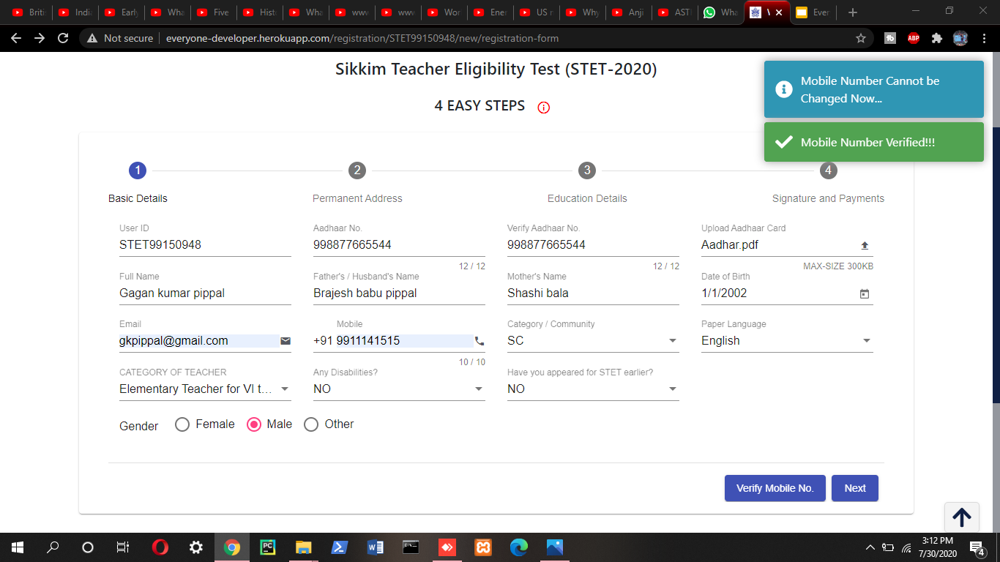 Briti
India
Early
Wha
Five
Hist
Wha
www
www
Wor
Ener
US r
Why
Anji
AST
Wha
Ever
Not secure
everyone-developer.herokuapp.com/registration/STET99150948/new/registration-form
tb
ABP
Sikkim Teacher Eligibility Test (STET-2020)
4 EASY STEPS
Mobile Number Cannot be
Changed Now...
Mobile Number Verified!!!
1 2 3 4
Basic Details Permanent Address Education Details Signature and Payments
User ID Aadhaar No. Verify Aadhaar No. Upload Aadhaar Card
STET99150948 998877665544 998877665544 Aadhar.pdf
12 / 12 12 / 12 MAX-SIZE 300KB
Full Name Father's / Husband's Name Mother's Name Date of Birth
Gagan kumar pippal Brajesh babu pippal Shashi bala 1/1/2002
Email Mobile Category / Community Paper Language
gkpippal@gmail.com +91 9911141515 SC English
10 / 10
CATEGORY OF TEACHER Any Disabilities? Have you appeared for STET earlier?
Elementary Teacher for VI t... NO NO
Gender Female Male Other
Verify Mobile No. Next
PC
3:12 PM
7/30/2020
4